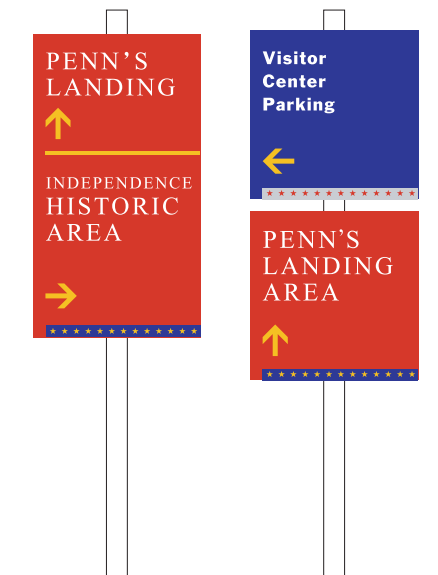 PENN’S
LANDING
INDEPENDENCE
HISTORIC
AREA
Visitor
Center
Parking
PENN’S
LANDING
AREA